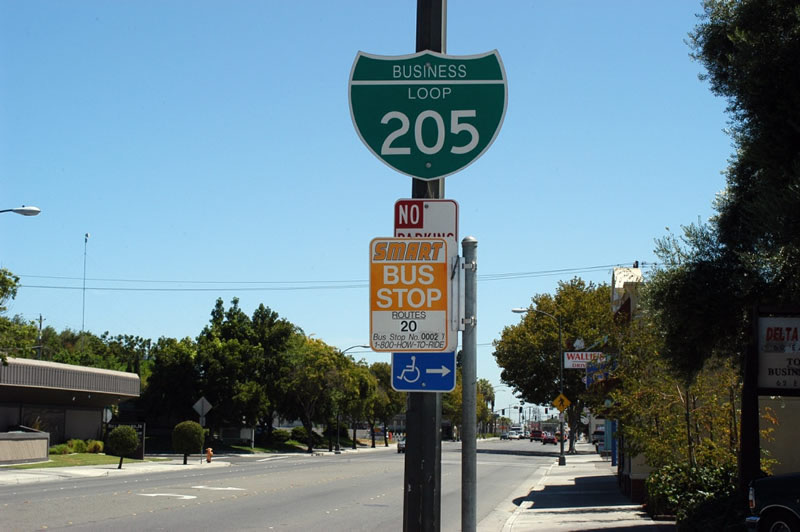 BUSINESS
LOOP
205
NO
PARKING
SMART
BUS
STOP
ROUTES
20
Bus Stop No. 0002
1-800-HOW-TO-RIDE
DELTA